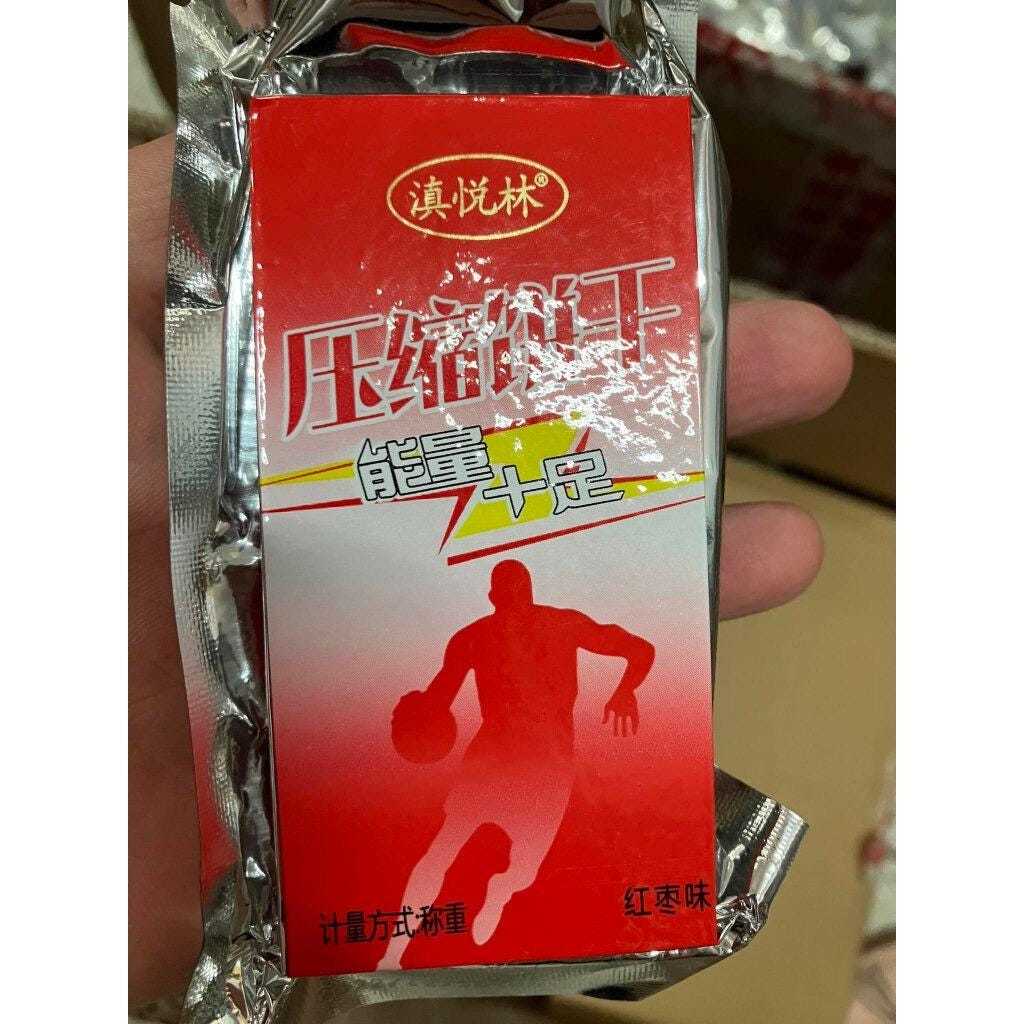 滇悦林®
压缩饼干
能量
十足
计量方式:称重
红枣味